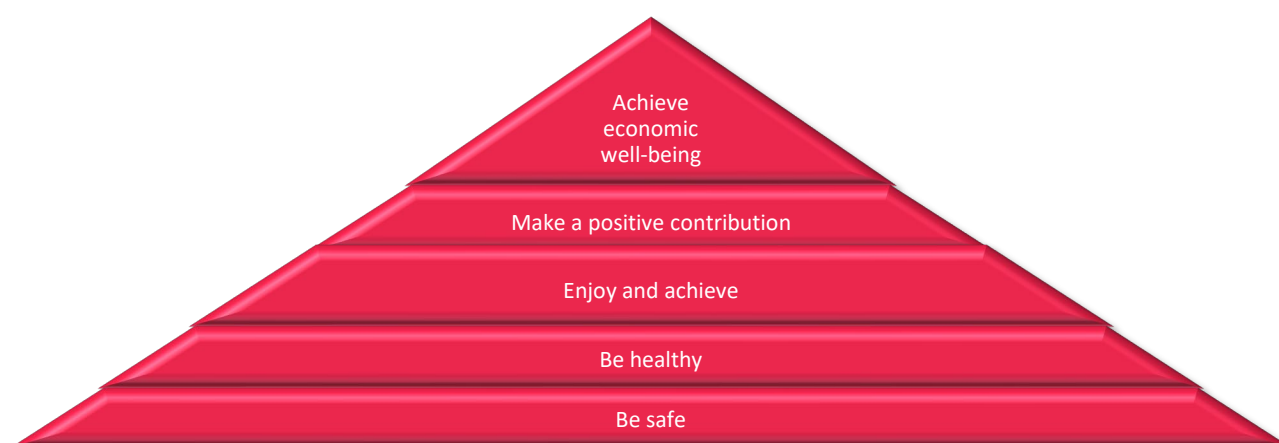 Achieve
economic
well-being
Make a positive contribution
Enjoy and achieve
Be healthy
Be safe